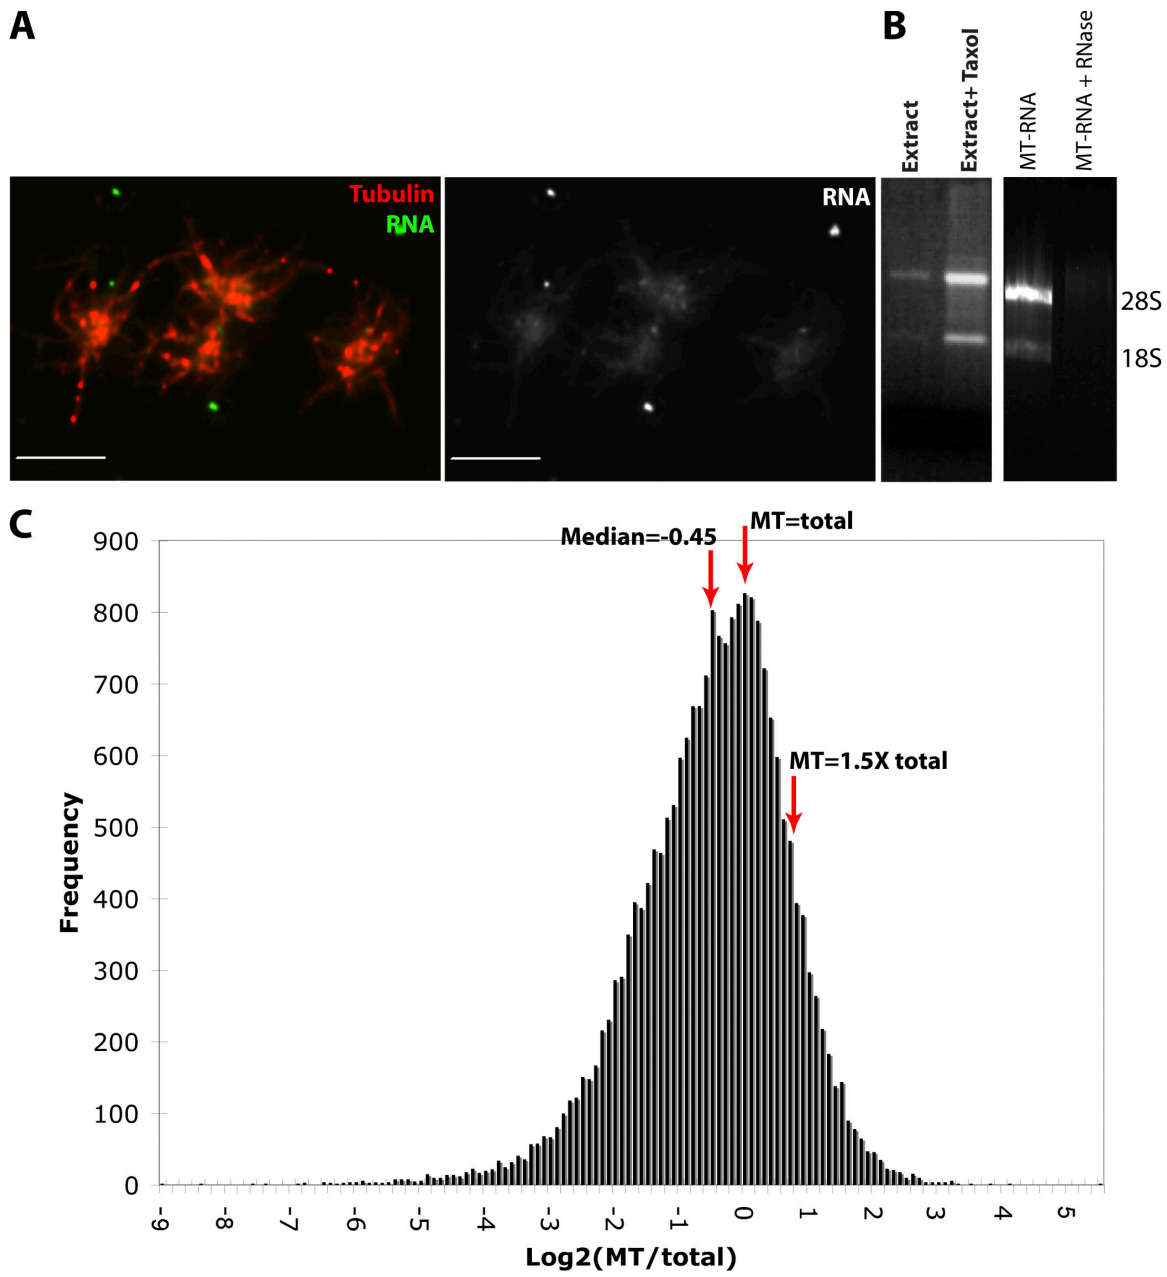 A
B
Extract
Extract+ Taxol
MT-RNA
MT-RNA + RNase
Tubulin
RNA
RNA
28S
18S
C
Median=-0.45
MT=total
MT=1.5X total
900
800
700
600
500
400
300
200
100
0
Frequency
-9
-8
-7
-6
-5
-4
-3
-2
-1
0
1
2
3
4
5
Log2(MT/total)